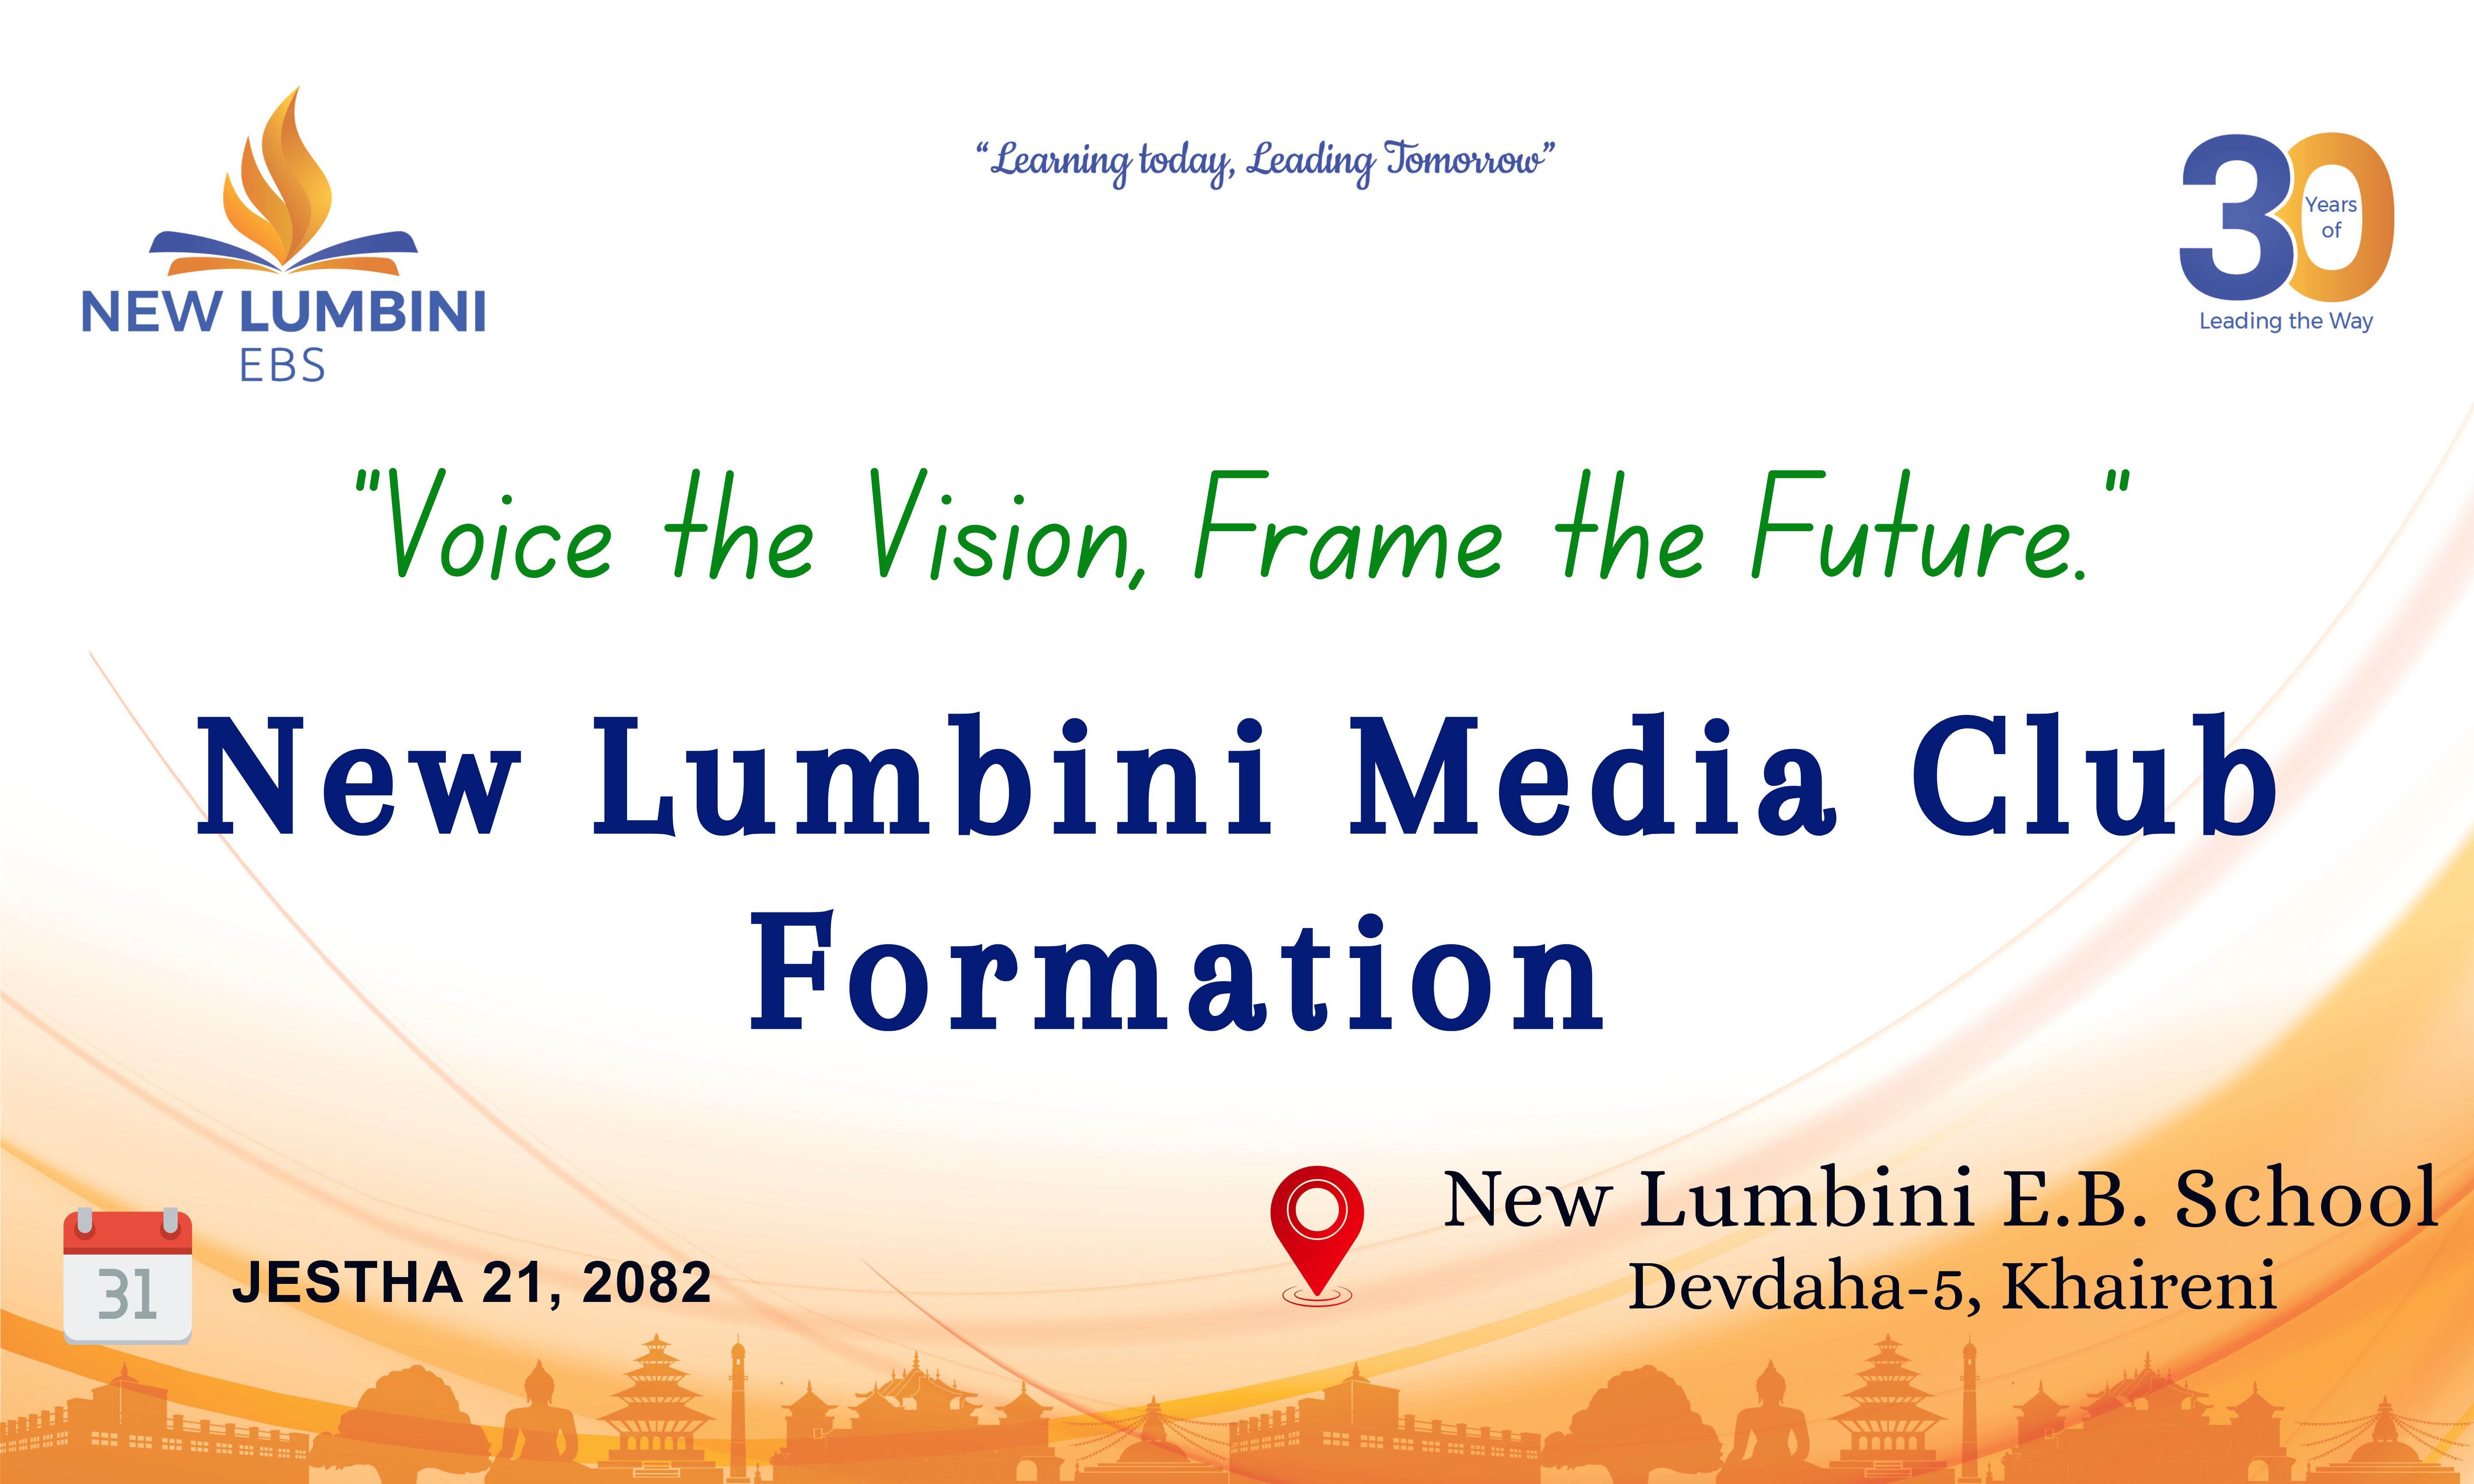 NEW LUMBINI
EBS
“Learning today, Leading Tomorrow”
30
Years
of
Leading the Way
"Voice the Vision, Frame the Future."
New Lumbini Media Club
Formation
31
JESTHA 21, 2082
New Lumbini E.B. School
Devdaha-5, Khaireni